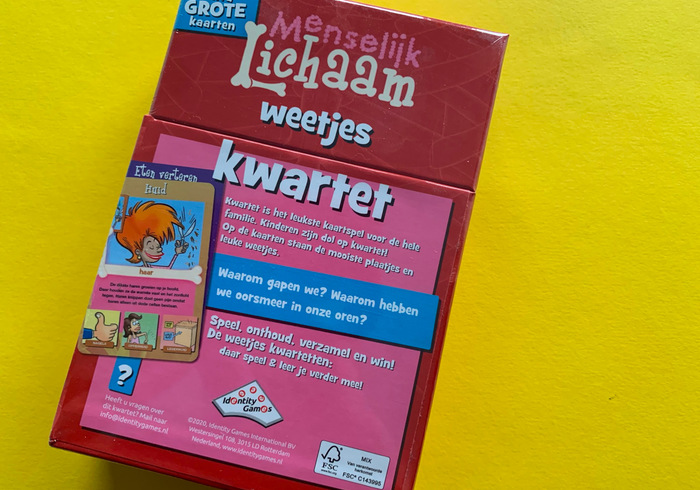 GROTE
kaarten
Menselijk
Lichaam
weetjes
kwartet
Eten verteren
Huid
haar
Kwartet is het leukste kaartspel voor de hele
familie. Kinderen zijn dol op kwartet!
Op de kaarten staan de mooiste plaatjes en
leuke weetjes.
Waarom gapen we? Waarom hebben
we oorsmeer in onze oren?
Speel, onthoud, verzamel en win!
De weetjes kwartetten:
daar speel & leer je verder mee!
?
Heeft u vragen over
dit kwartet? Mail naar
info@identitygames.nl
Identity
Games
©2020, Identity Games International BV
Westersingel 108, 3015 LD Rotterdam
Nederland, www.identitygames.nl
FSC
MIX
Van verantwoorde
herkomst
FSC® C143995